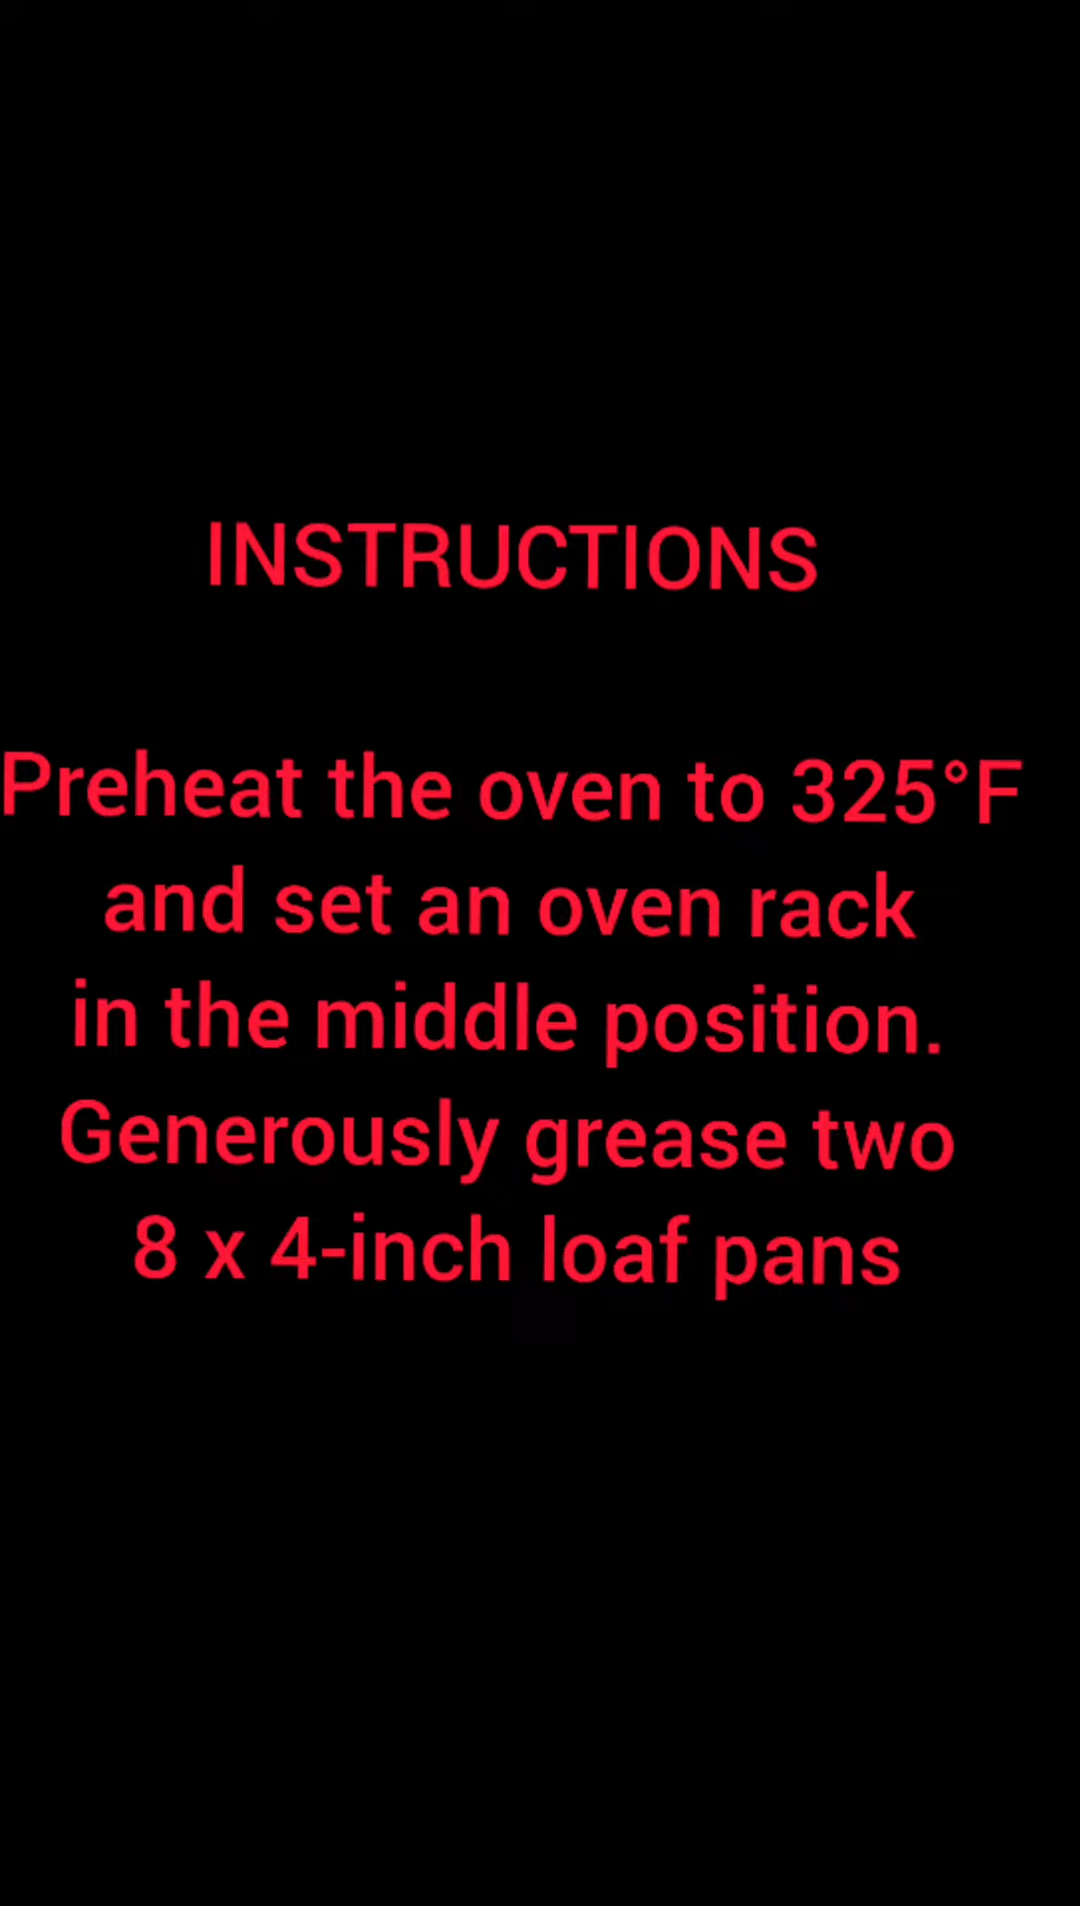 INSTRUCTIONS
Preheat the oven to 325°F
and set an oven rack
in the middle position.
Generously grease two
8 x 4-inch loaf pans